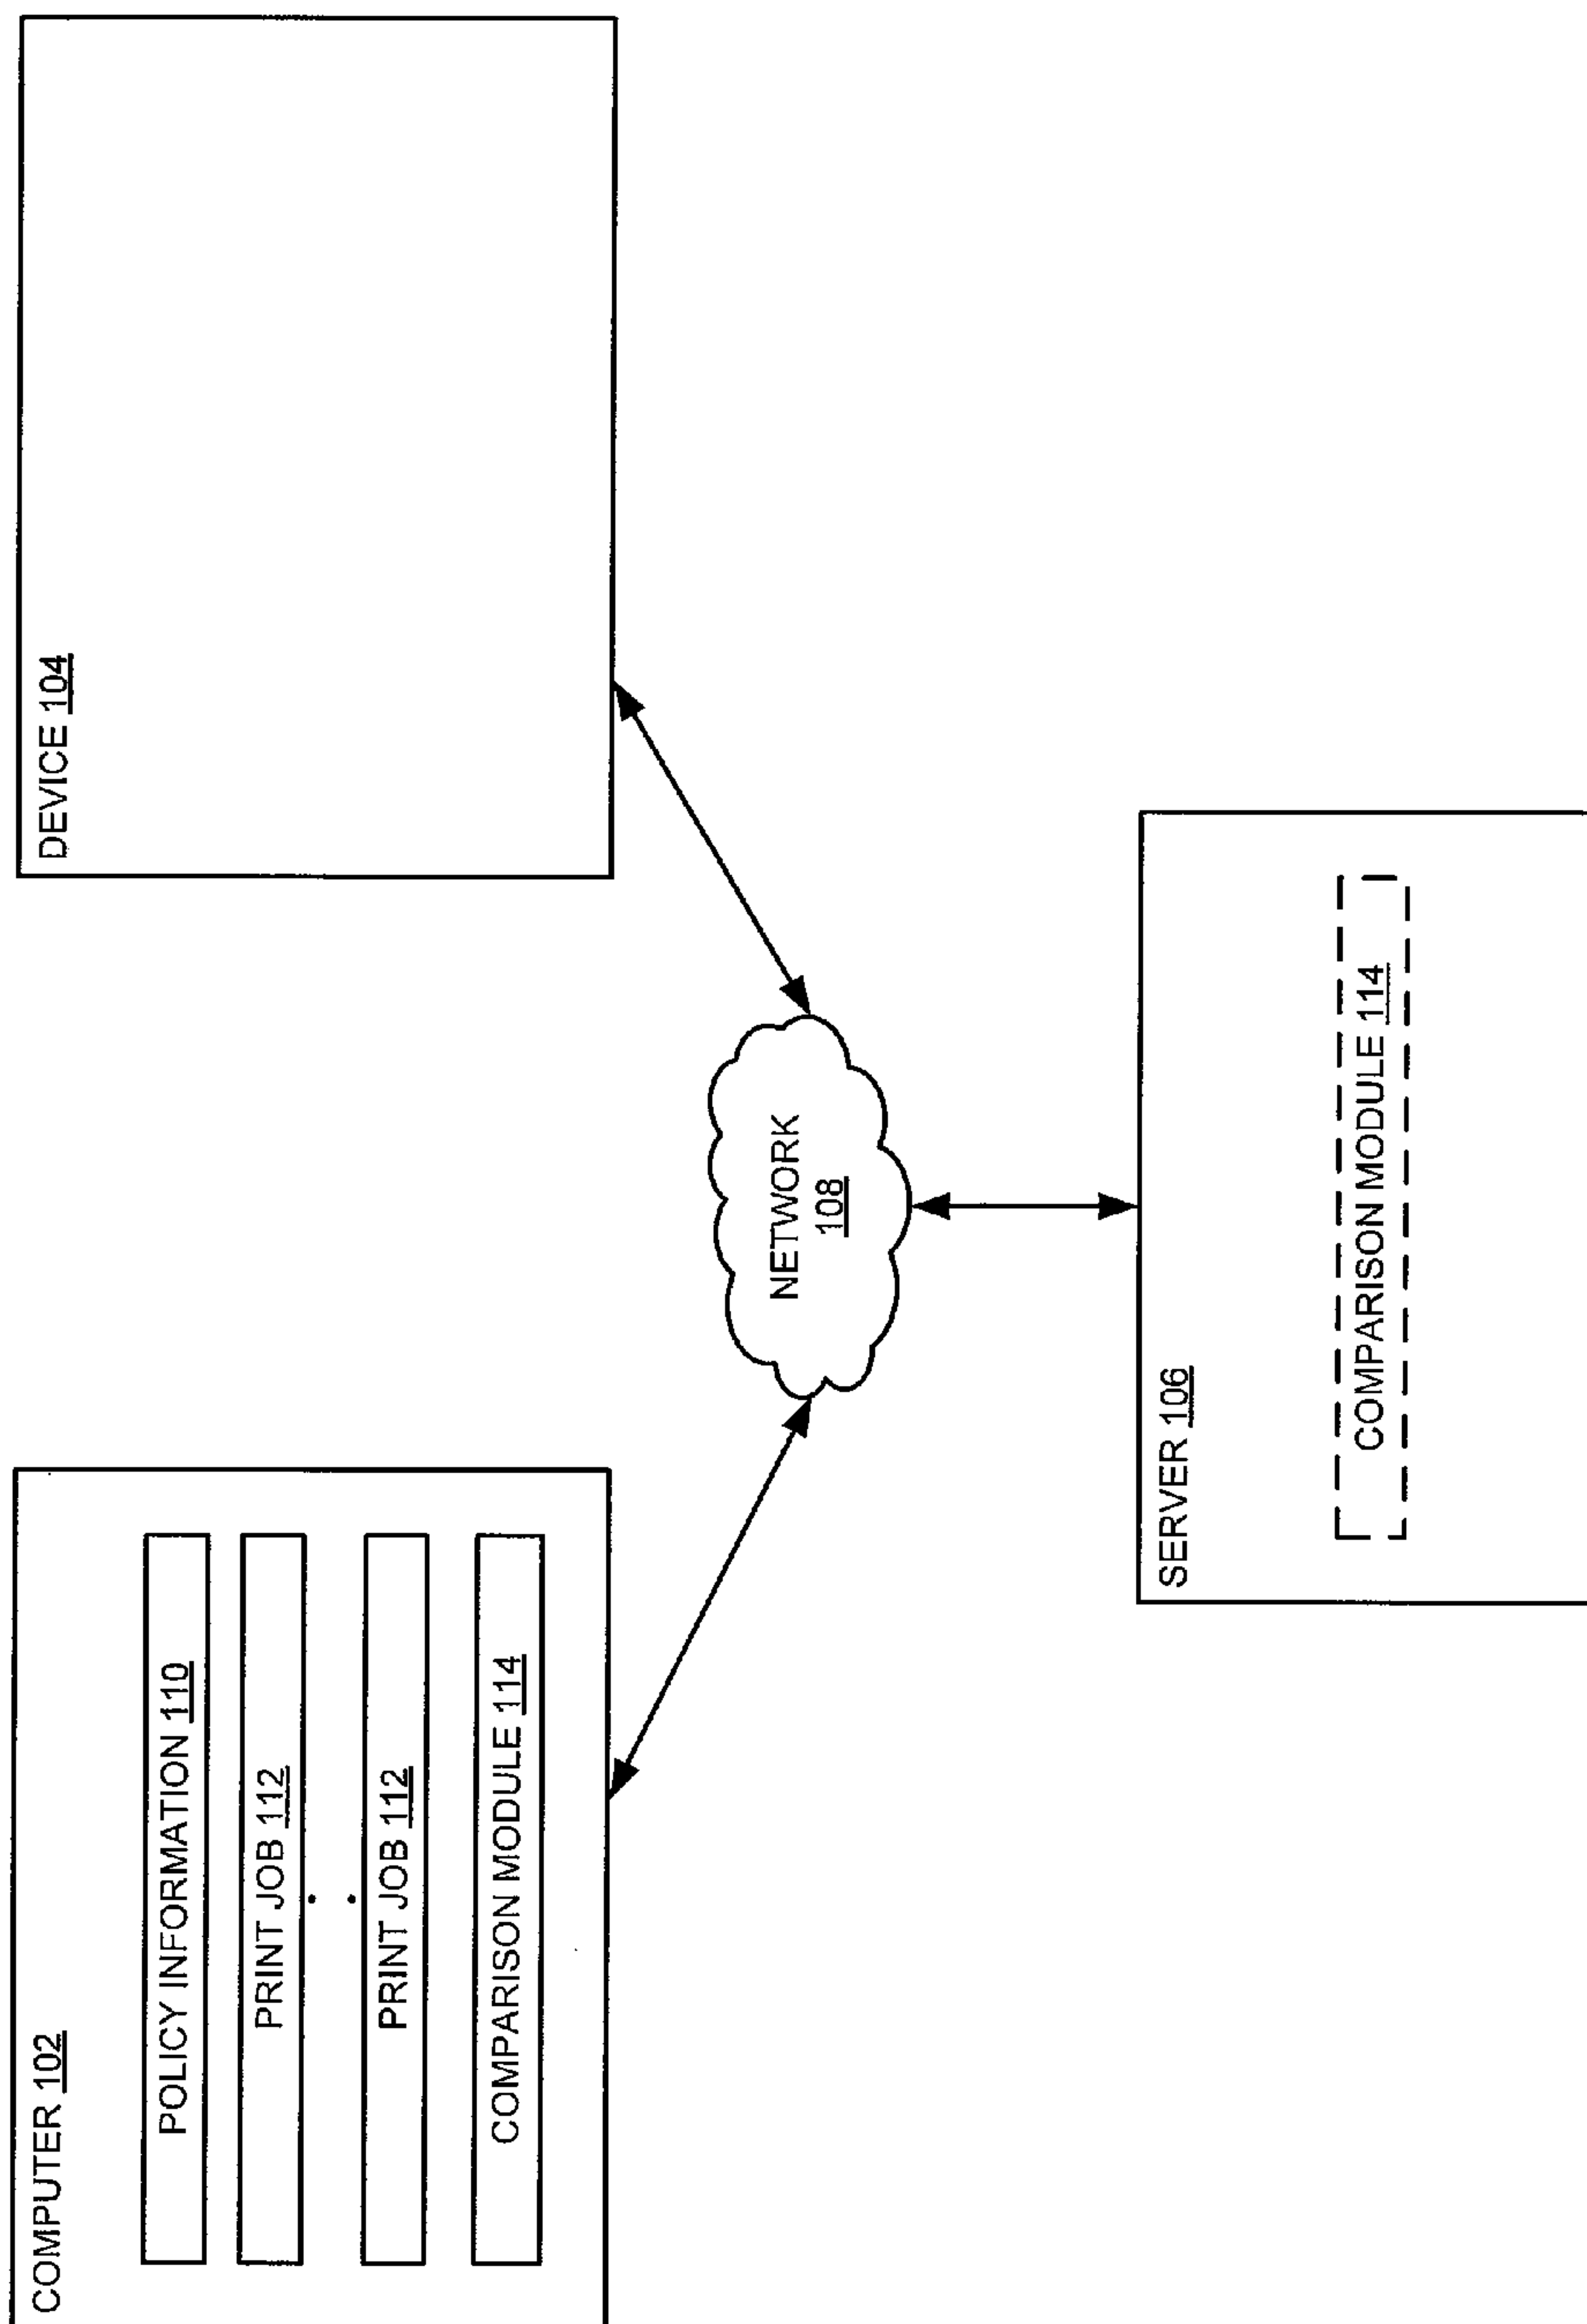 COMPUTER 102
POLICY INFORMATION 110
PRINT JOB 112
PRINT JOB 112
COMPARISON MODULE 114
DEVICE 104
NETWORK
108
SERVER 106
COMPARISON MODULE 114